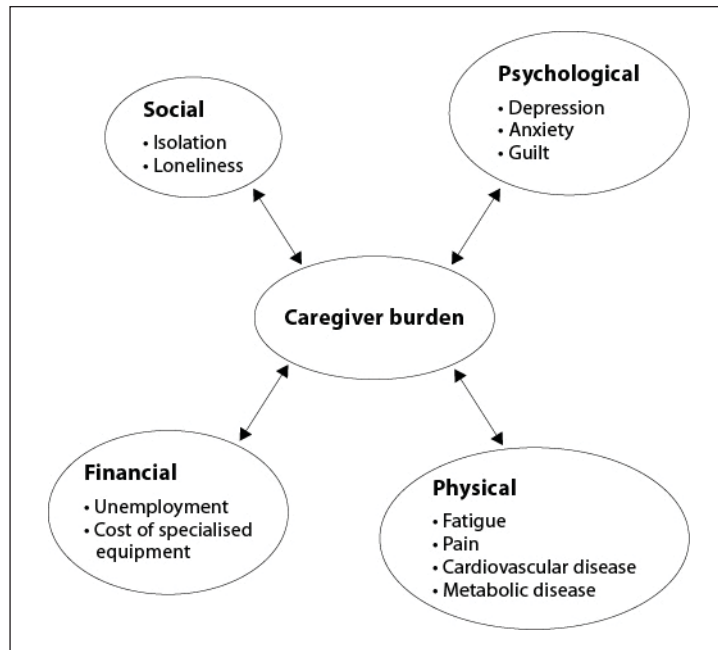 Social
• Isolation
• Loneliness
Psychological
• Depression
• Anxiety
• Guilt
Caregiver burden
Financial
• Unemployment
• Cost of specialised
equipment
Physical
• Fatigue
• Pain
• Cardiovascular disease
• Metabolic disease